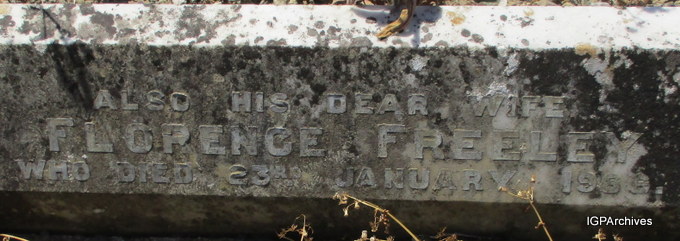 ALSO HIS DEAR WIFE
FLORENCE FREELEY
WHO DIED 23RD JANUARY,
IGPArchives